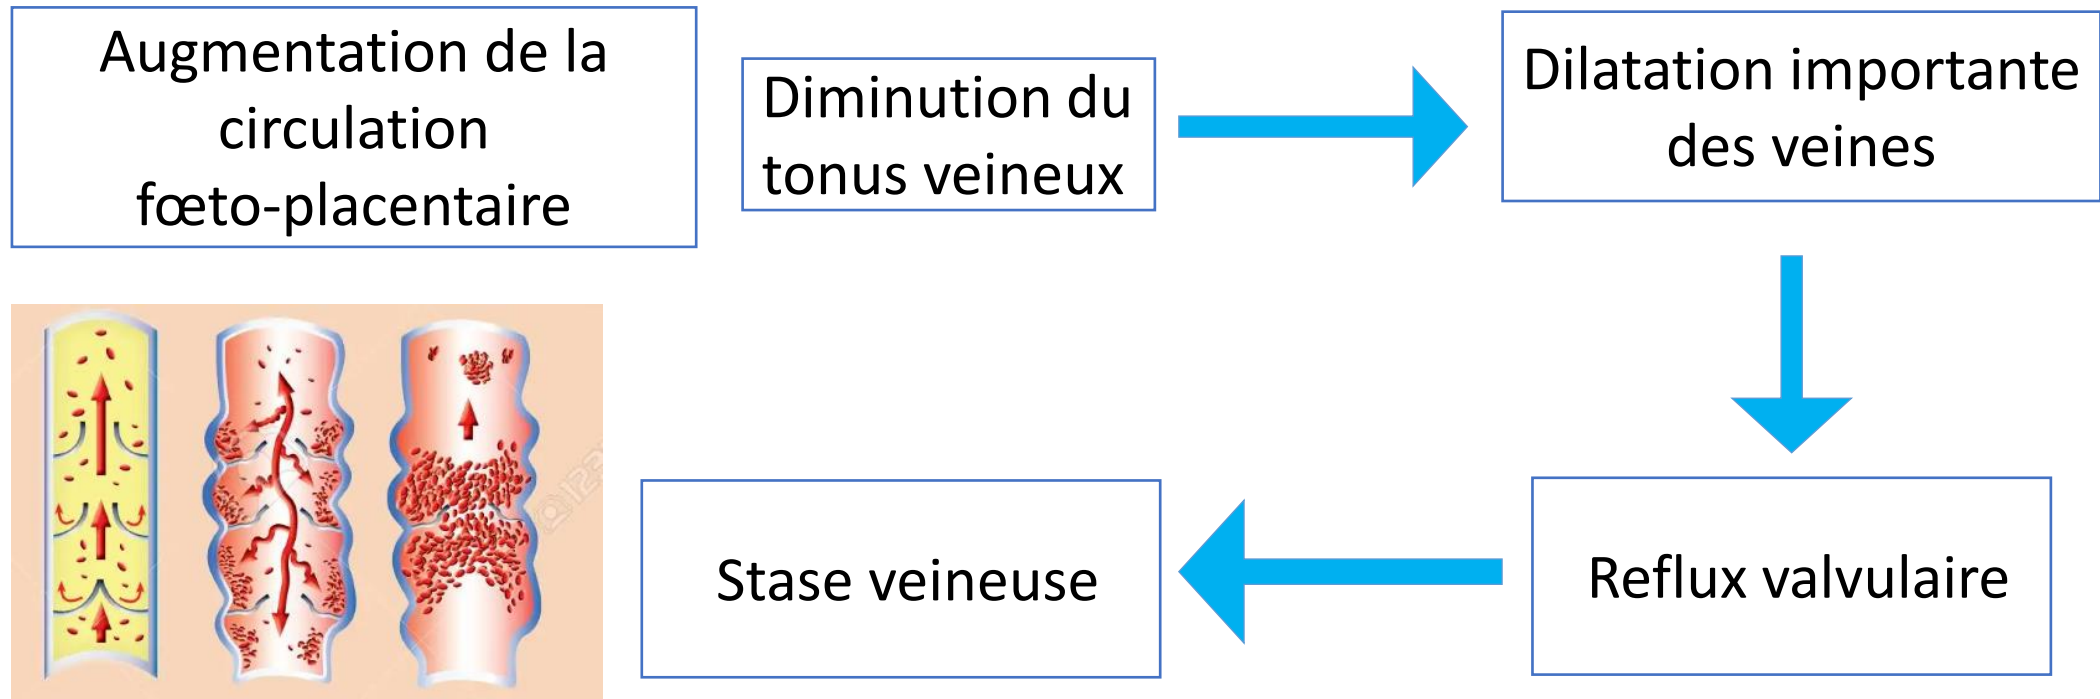 Augmentation de la
circulation
fœto-placentaire
Diminution du
tonus veineux
Dilatation importante
des veines
Reflux valvulaire
Stase veineuse